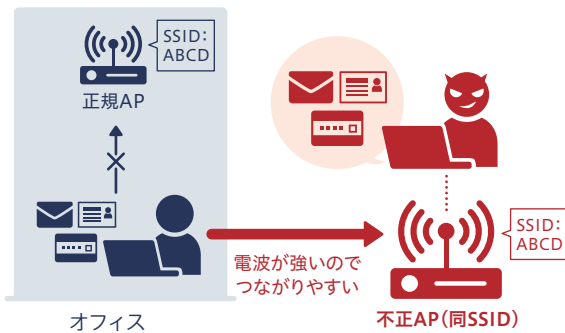 SSID:
ABCD
正規AP
電波が強いので
つながりやすい
SSID:
ABCD
オフィス
不正AP(同SSID)